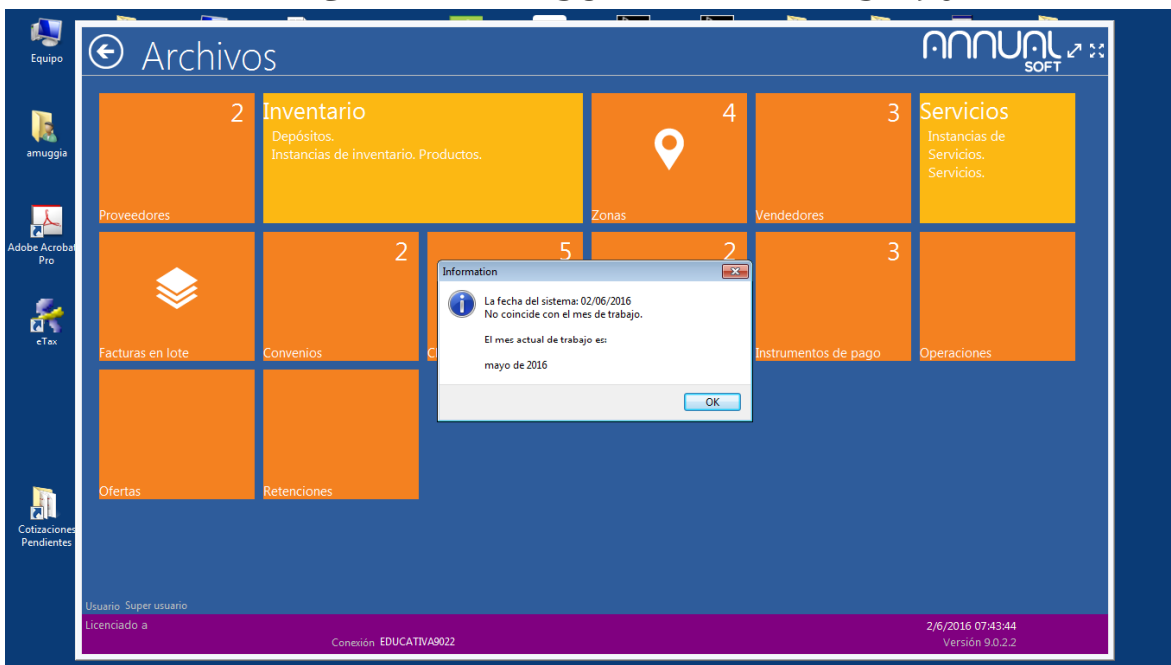 Equipo
amuggia
Adobe Acrobat
Pro
eTax
Cotizaciones
Pendientes
Archivos
annual
SOFT
2
Proveedores
Inventario
Depósitos.
Instancias de inventario. Productos.
4
Zonas
3
Vendedores
Servicios
Instancias de
Servicios.
Servicios.
Facturas en lote
2
Convenios
5
2
3
Instrumentos de pago
Operaciones
Information
La fecha del sistema: 02/06/2016
No coincide con el mes de trabajo.
El mes actual de trabajo es:
mayo de 2016
OK
Ofertas
Retenciones
Usuario Super usuario
Licenciado a
Conexión EDUCATIVA9022
2/6/2016 07:43:44
Versión 9.0.2.2